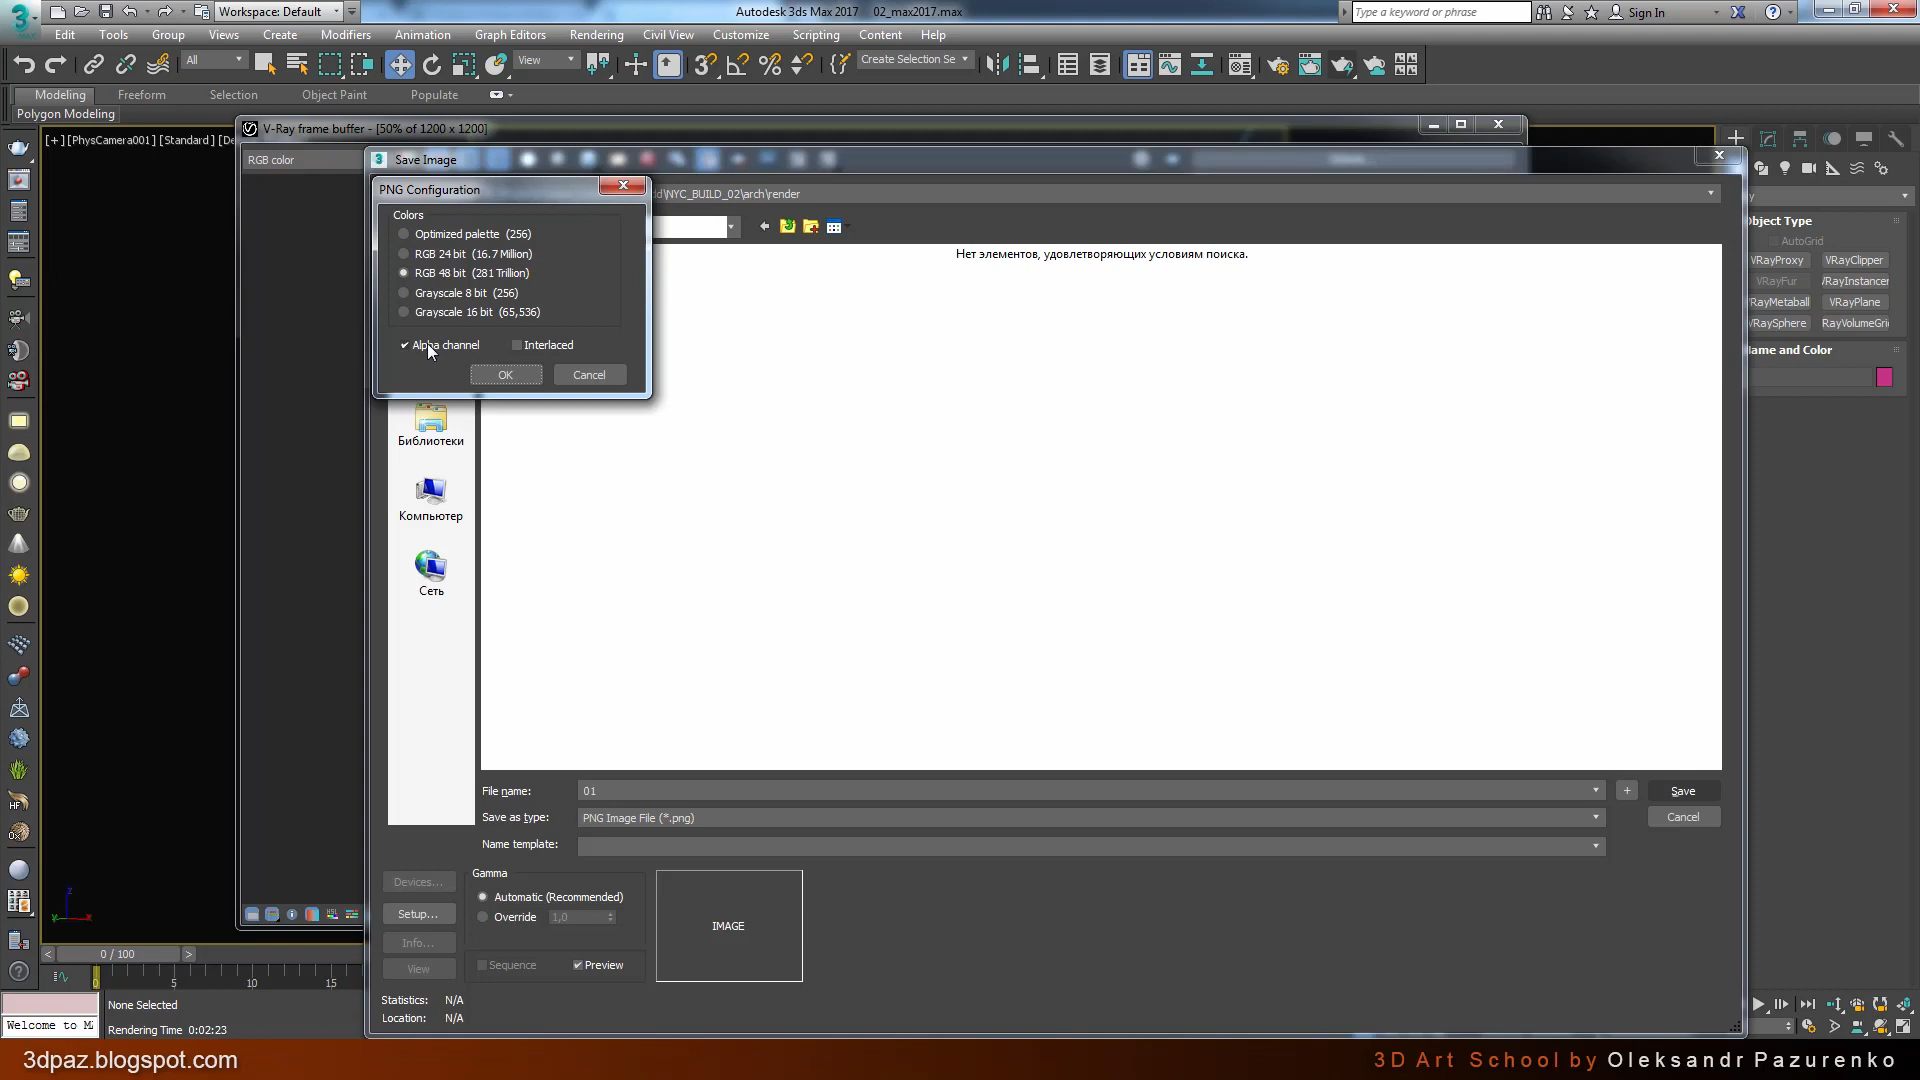 Workspace: Default
Autodesk 3ds Max 2017    02_max2017.max
Type a keyword or phrase
Sign In
Edit Tools Group Views Create Modifiers Animation Graph Editors Rendering Civil View Customize Scripting Content Help
All
View
Create Selection Se
Modeling Freeform Selection Object Paint Populate
Polygon Modeling
[+] [PhysCamera001] [Standard] [De
V-Ray frame buffer - [50% of 1200 x 1200]
RGB color
Save Image
PNG Configuration
\NYC_BUILD_02\arch\render
Colors
Optimized palette (256)
RGB 24 bit (16.7 Million)
RGB 48 bit (281 Trillion)
Grayscale 8 bit (256)
Grayscale 16 bit (65,536)
Alpha channel
Interlaced
OK
Cancel
Нет элементов, удовлетворяющих условиям поиска.
Библиотеки
Компьютер
Сеть
File name: 01
Save
Save as type: PNG Image File (*.png)
Cancel
Name template:
Devices...
Setup...
Info...
View
Gamma
Automatic (Recommended)
Override 1,0
Sequence
Preview
IMAGE
Statistics: N/A
Location: N/A
Object Type
AutoGrid
VRayProxy VRayClipper
VRayFur VRayInstancer
VRayMetaball VRayPlane
VRaySphere RayVolumeGri
Name and Color
0 / 100
0 5 10 15
None Selected
Welcome to Mi
Rendering Time 0:02:23
3dpaz.blogspot.com
3D Art School by Oleksandr Pazurenko